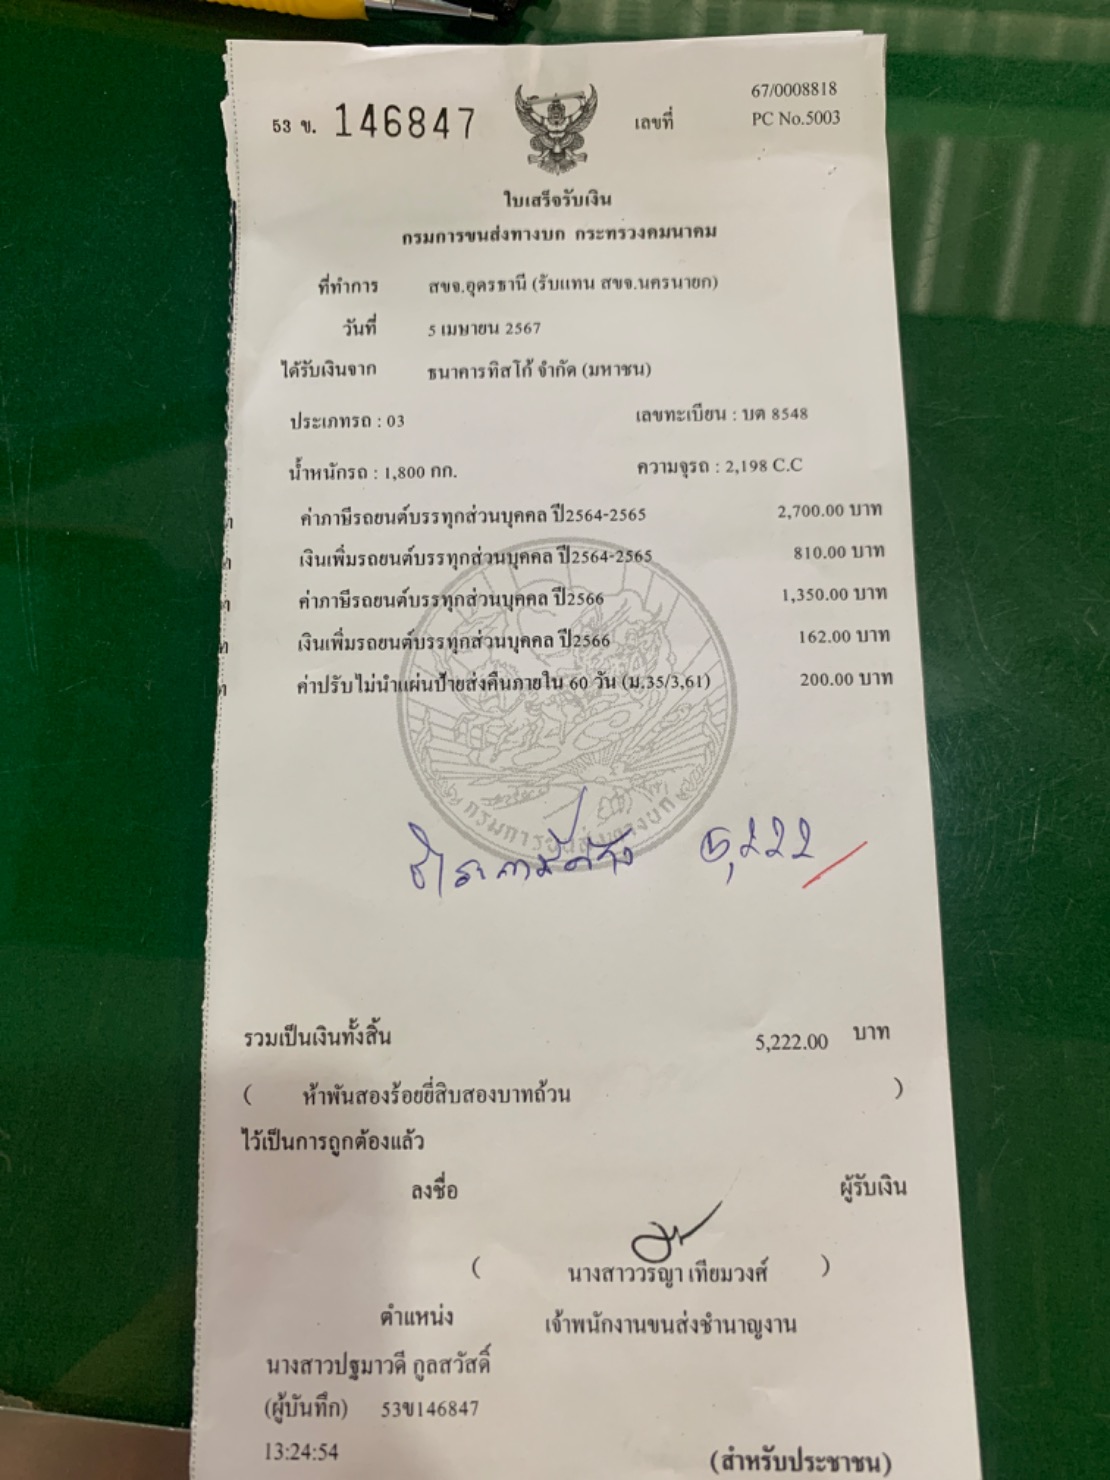 53 ข. 146847 เลขที่ 67/0008818
PC No.5003
ใบเสร็จรับเงิน
กรมการขนส่งทางบก กระทรวงคมนาคม
ที่ทำการ สขจ.อุดรธานี (รับแทน สขจ.นครนายก)
วันที่ 5 เมษายน 2567
ได้รับเงินจาก ธนาคารทิสโก้ จำกัด (มหาชน)
ประเภทรถ : 03 เลขทะเบียน : บต 8548
น้ำหนักรถ : 1,800 กก. ความจุรถ : 2,198 C.C
ค่าภาษีรถยนต์บรรทุกส่วนบุคคล ปี2564-2565 2,700.00 บาท
เงินเพิ่มรถยนต์บรรทุกส่วนบุคคล ปี2564-2565 810.00 บาท
ค่าภาษีรถยนต์บรรทุกส่วนบุคคล ปี2566 1,350.00 บาท
เงินเพิ่มรถยนต์บรรทุกส่วนบุคคล ปี2566 162.00 บาท
ค่าปรับไม่นำแผ่นป้ายส่งคืนภายใน 60 วัน (ม.35/3,61) 200.00 บาท
กรมการขนส่งทางบก
๕,๒๒๒
รวมเป็นเงินทั้งสิ้น 5,222.00 บาท
( ห้าพันสองร้อยยี่สิบสองบาทถ้วน )
ไว้เป็นการถูกต้องแล้ว
ลงชื่อ ผู้รับเงิน
( นางสาววรญา เทียมวงศ์ )
ตำแหน่ง เจ้าพนักงานขนส่งชำนาญงาน
นางสาวปฐมาวดี กูลสวัสดิ์
(ผู้บันทึก) 53ข146847
13:24:54 (สำหรับประชาชน)